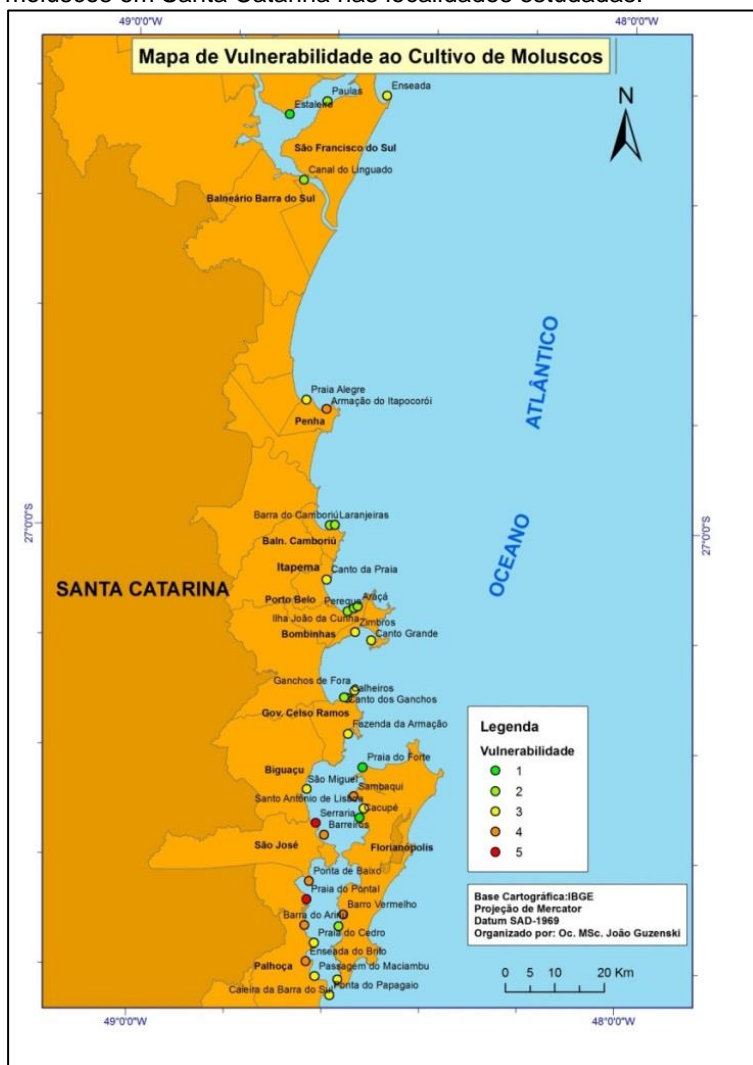 moluscos em Santa Catarina nas localidades estudadas.
49°0'0"W
48°0'0"W
Mapa de Vulnerabilidade ao Cultivo de Moluscos
Enseada
Paulas
Estaleiro
N
São Francisco do Sul
Canal do Linguado
Balneário Barra do Sul
ATLÂNTICO
Praia Alegre
Armação do Itapocorói
Penha
27°0'0"S
27°0'0"S
Barra do Camboriú
Laranjeiras
Baln. Camboriú
OCEANO
Itapema
Canto da Praia
SANTA CATARINA
Porto Belo
Perequê
Araçá
Ilha João da Cunha
Zimbros
Bombinhas
Canto Grande
Ganchos de Fora
Calheiros
Canto dos Ganchos
Gov. Celso Ramos
Fazenda da Armação
Legenda
Vulnerabilidade
1
2
3
4
5
Praia do Forte
Biguaçu
São Miguel
Sambaqui
Santo Antônio de Lisboa
Cacupé
Serraria
Barreiros
São José
Florianópolis
Ponta de Baixo
Praia do Pontal
Barro Vermelho
Barra do Aririú
Praia do Cedro
Enseada do Brito
Palhoça
Passagem do Maciambu
Ponta do Papagaio
Caieira da Barra do Sul
Base Cartográfica:IBGE
Projeção de Mercator
Datum SAD-1969
Organizado por: Oc. MSc. João Guzenski
0 5 10 20 Km
49°0'0"W
48°0'0"W